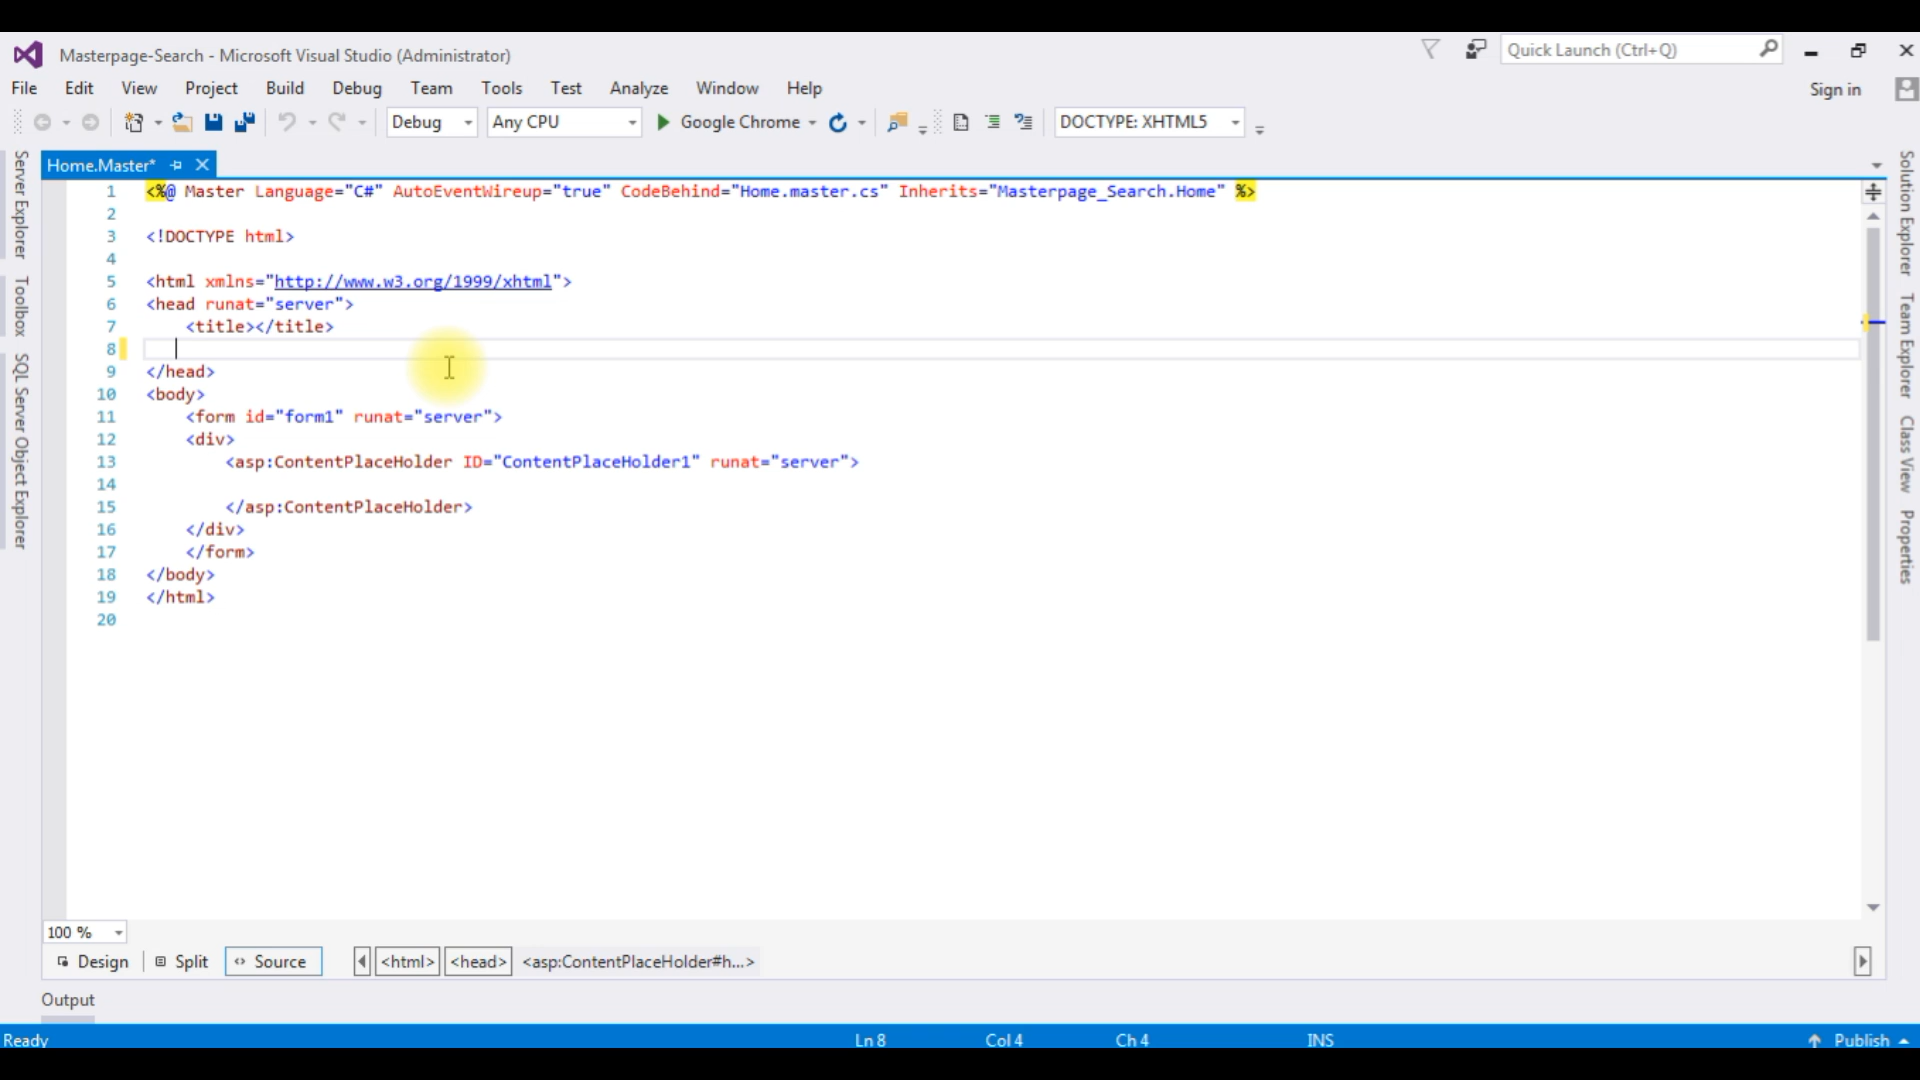 Masterpage-Search - Microsoft Visual Studio (Administrator)
Quick Launch (Ctrl+Q)
File Edit View Project Build Debug Team Tools Test Analyze Window Help
Sign in
Debug Any CPU Google Chrome DOCTYPE: XHTML5
Home.Master*
Server Explorer
Toolbox
SQL Server Object Explorer
1 <%@ Master Language="C#" AutoEventWireup="true" CodeBehind="Home.master.cs" Inherits="Masterpage_Search.Home" %>
2
3 <!DOCTYPE html>
4
5 <html xmlns="http://www.w3.org/1999/xhtml">
6 <head runat="server">
7 <title></title>
8
9 </head>
10 <body>
11 <form id="form1" runat="server">
12 <div>
13 <asp:ContentPlaceHolder ID="ContentPlaceHolder1" runat="server">
14
15 </asp:ContentPlaceHolder>
16 </div>
17 </form>
18 </body>
19 </html>
20
Solution Explorer
Team Explorer
Class View
Properties
100 %
Design Split Source <html> <head> <asp:ContentPlaceHolder#h...>
Output
Ready Ln 8 Col 4 Ch 4 INS Publish